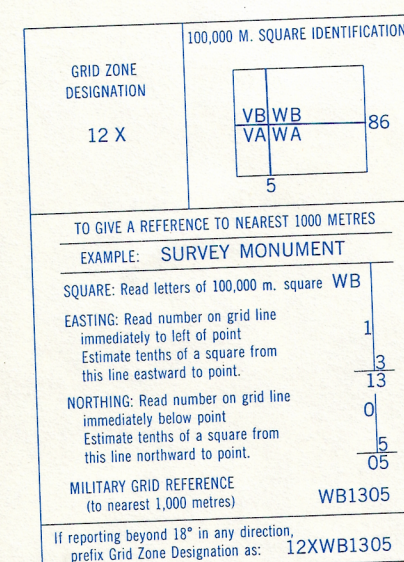 100,000 M. SQUARE IDENTIFICATION
GRID ZONE
DESIGNATION
12 X
VB WB
VA WA
86
5
TO GIVE A REFERENCE TO NEAREST 1000 METRES
EXAMPLE: SURVEY MONUMENT
SQUARE: Read letters of 100,000 m. square WB
EASTING: Read number on grid line
immediately to left of point 1
Estimate tenths of a square from
this line eastward to point. 3
13
NORTHING: Read number on grid line
immediately below point 0
Estimate tenths of a square from
this line northward to point. 5
05
MILITARY GRID REFERENCE
(to nearest 1,000 metres) WB1305
If reporting beyond 18° in any direction,
prefix Grid Zone Designation as: 12XWB1305